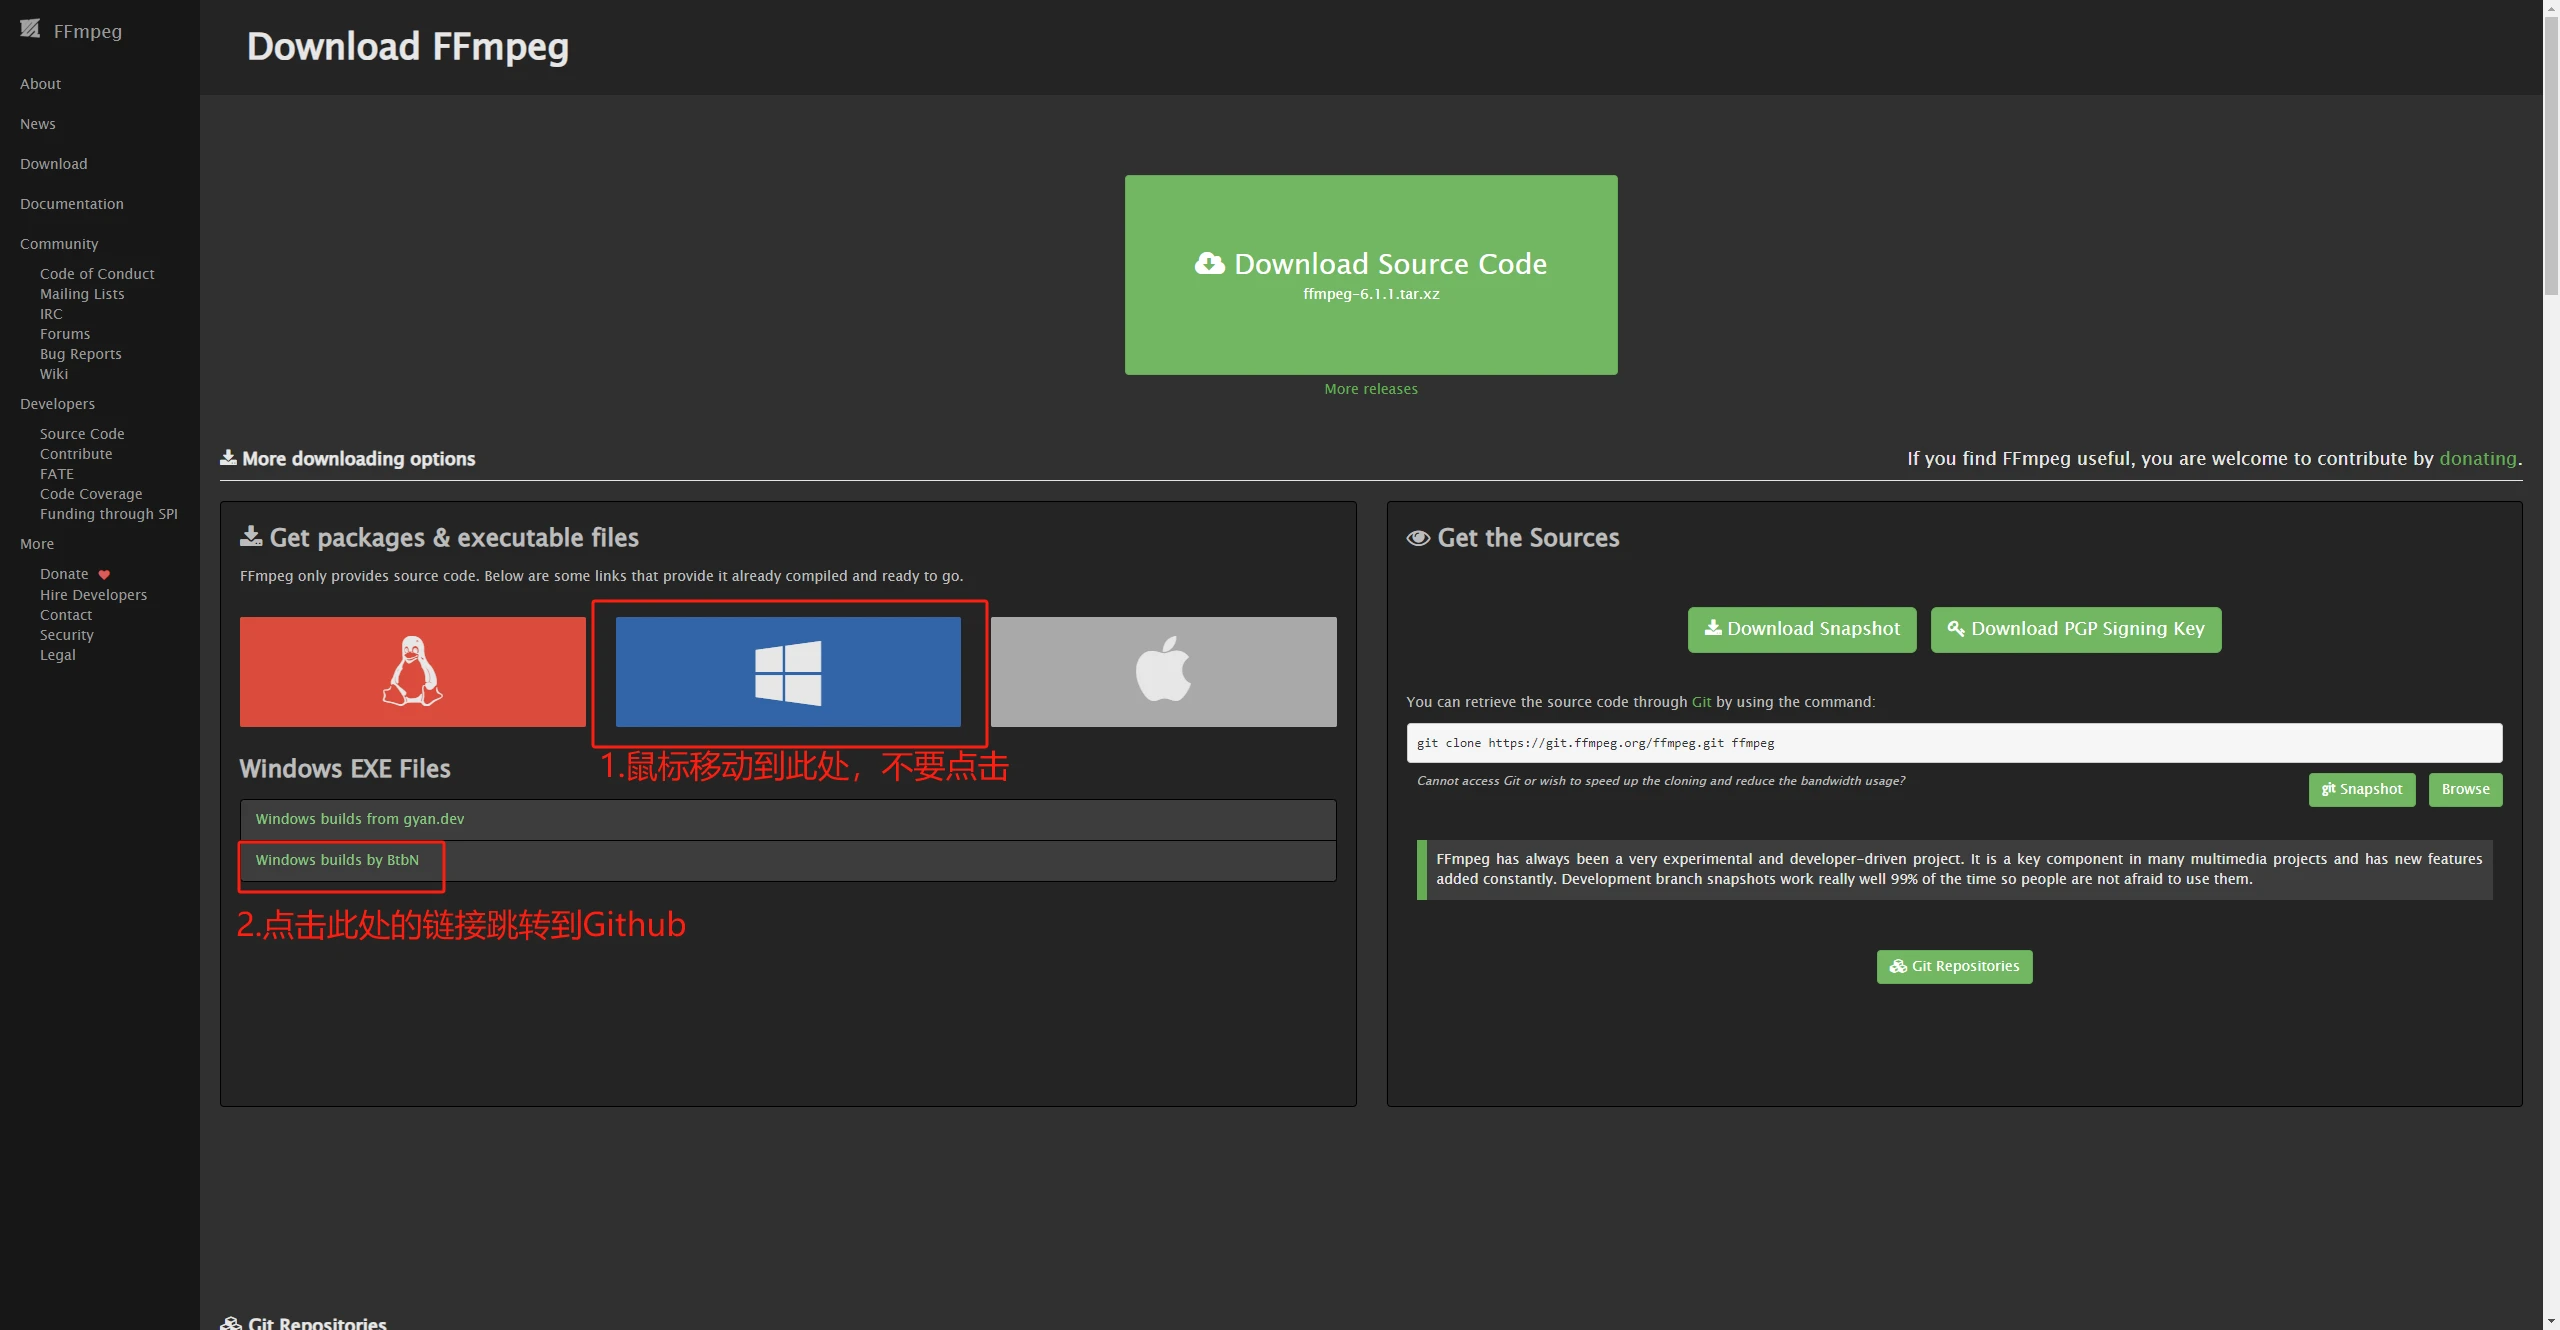 FFmpeg
About
News
Download
Documentation
Community
Code of Conduct
Mailing Lists
IRC
Forums
Bug Reports
Wiki
Developers
Source Code
Contribute
FATE
Code Coverage
Funding through SPI
More
Donate
Hire Developers
Contact
Security
Legal
Download FFmpeg
Download Source Code
ffmpeg-6.1.1.tar.xz
More releases
More downloading options
If you find FFmpeg useful, you are welcome to contribute by donating.
Get packages & executable files
FFmpeg only provides source code. Below are some links that provide it already compiled and ready to go.
1.鼠标移动到此处，不要点击
Windows EXE Files
Windows builds from gyan.dev
Windows builds by BtbN
2.点击此处的链接跳转到Github
Get the Sources
Download Snapshot
Download PGP Signing Key
You can retrieve the source code through Git by using the command:
git clone https://git.ffmpeg.org/ffmpeg.git ffmpeg
Cannot access Git or wish to speed up the cloning and reduce the bandwidth usage?
git Snapshot
Browse
FFmpeg has always been a very experimental and developer-driven project. It is a key component in many multimedia projects and has new features
added constantly. Development branch snapshots work really well 99% of the time so people are not afraid to use them.
Git Repositories
Git Repositories